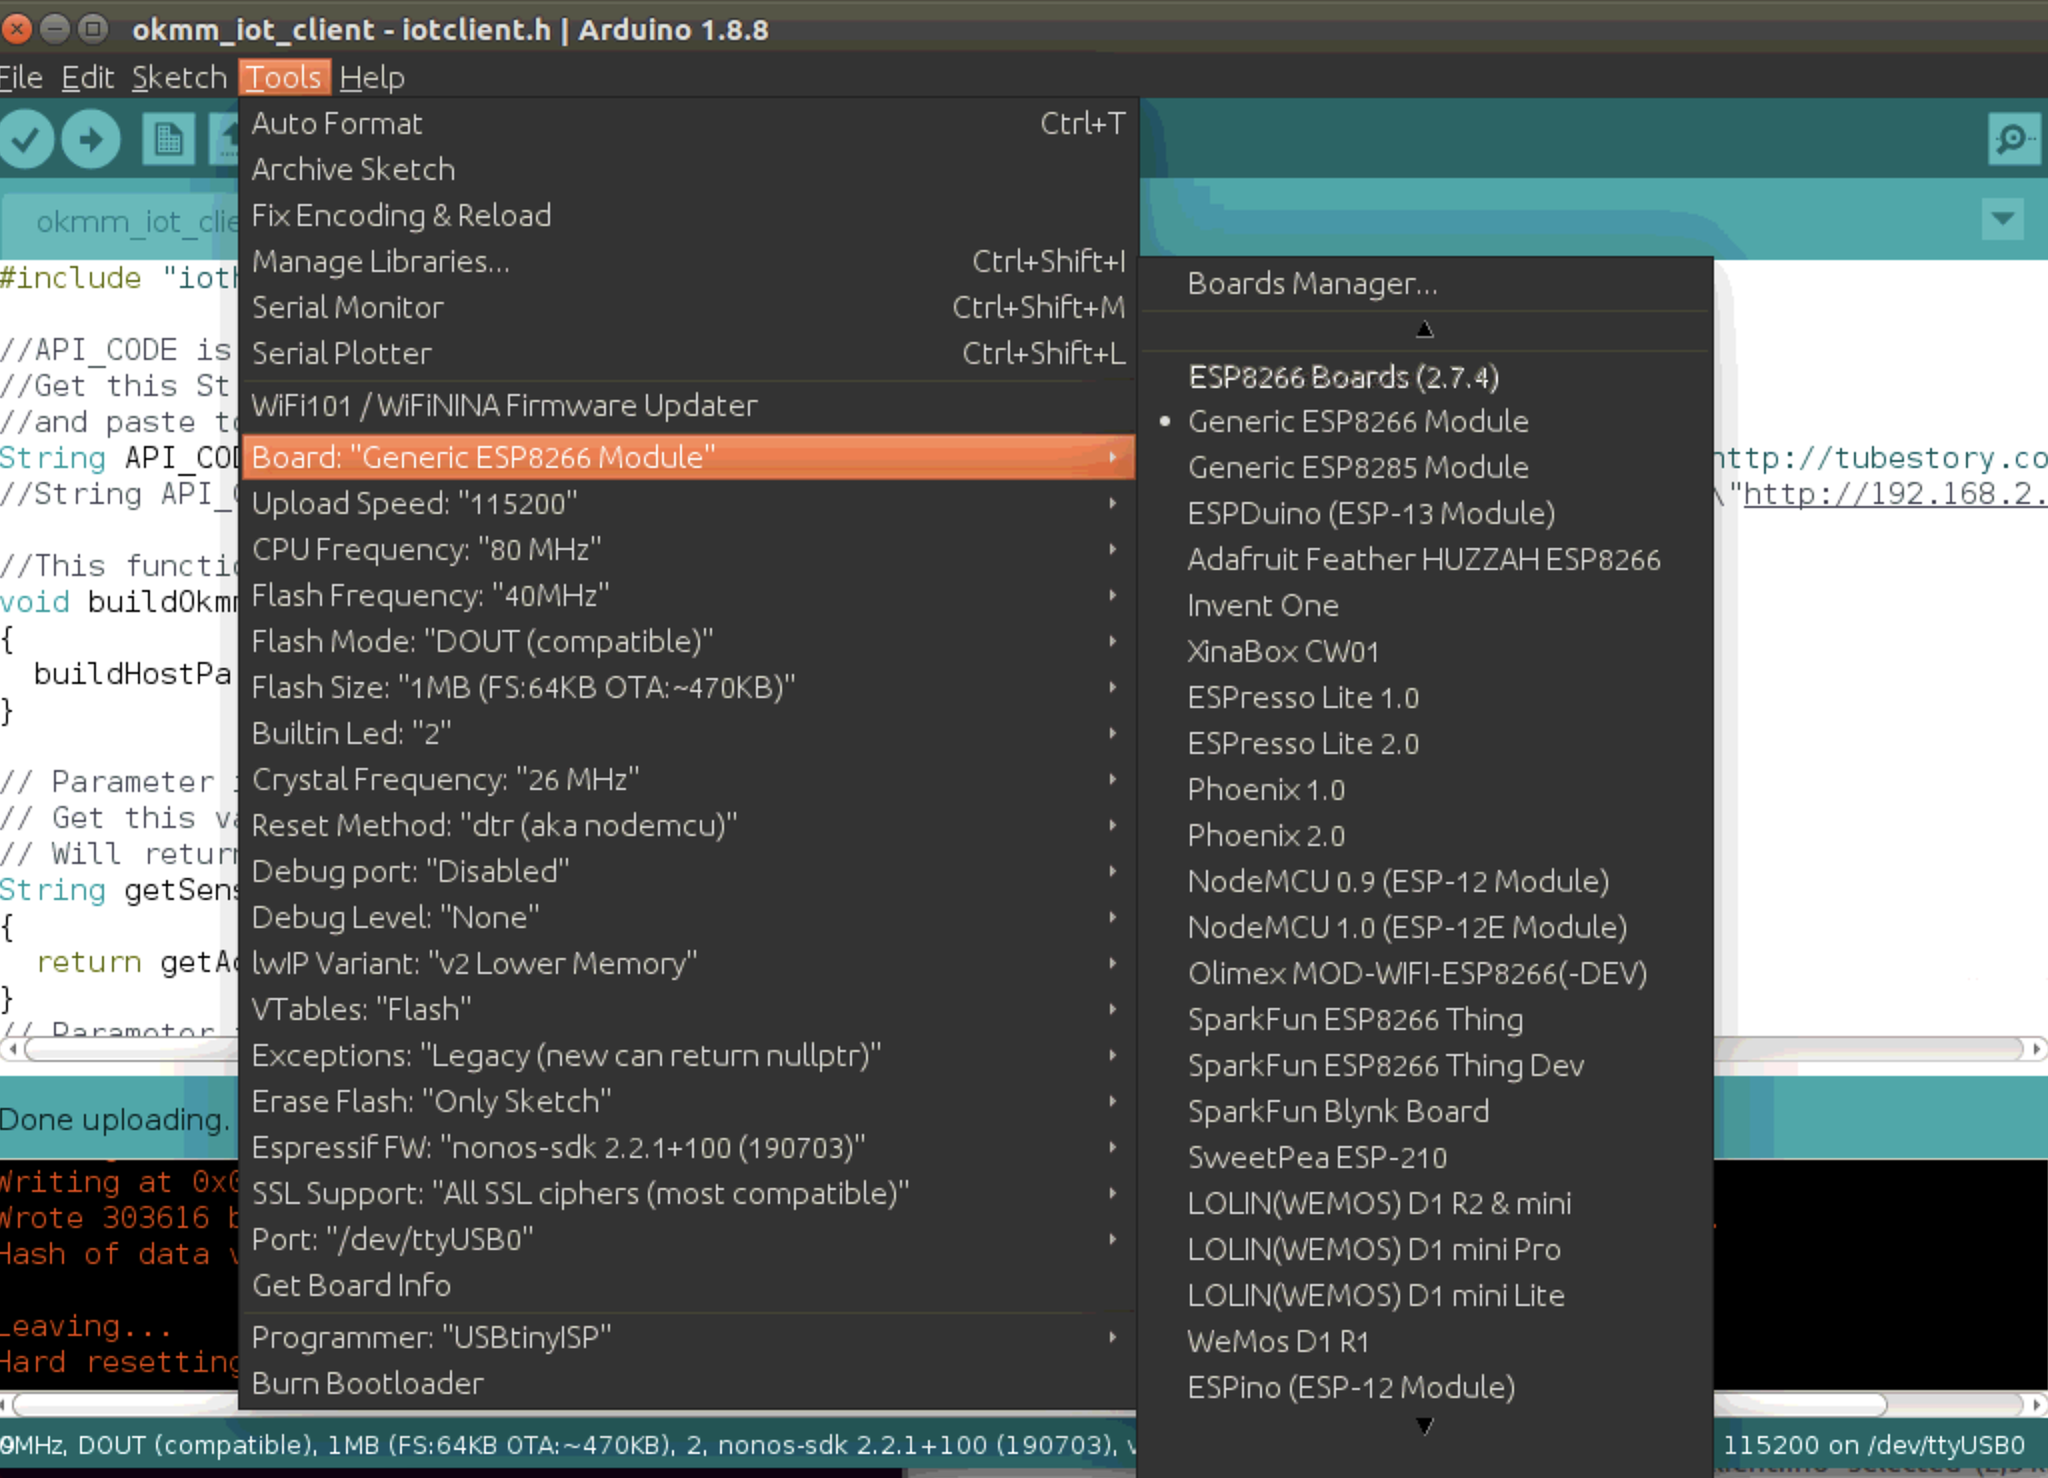 okmm_iot_client - iotclient.h | Arduino 1.8.8
File Edit Sketch Tools Help
Auto Format Ctrl+T
Archive Sketch
Fix Encoding & Reload
Manage Libraries... Ctrl+Shift+I
Serial Monitor Ctrl+Shift+M
Serial Plotter Ctrl+Shift+L
WiFi101 / WiFiNINA Firmware Updater
Board: "Generic ESP8266 Module"
Upload Speed: "115200"
CPU Frequency: "80 MHz"
Flash Frequency: "40MHz"
Flash Mode: "DOUT (compatible)"
Flash Size: "1MB (FS:64KB OTA:~470KB)"
Builtin Led: "2"
Crystal Frequency: "26 MHz"
Reset Method: "dtr (aka nodemcu)"
Debug port: "Disabled"
Debug Level: "None"
lwIP Variant: "v2 Lower Memory"
VTables: "Flash"
Exceptions: "Legacy (new can return nullptr)"
Erase Flash: "Only Sketch"
Espressif FW: "nonos-sdk 2.2.1+100 (190703)"
SSL Support: "All SSL ciphers (most compatible)"
Port: "/dev/ttyUSB0"
Get Board Info
Programmer: "USBtinyISP"
Burn Bootloader
Boards Manager...
ESP8266 Boards (2.7.4)
• Generic ESP8266 Module
Generic ESP8285 Module
ESPDuino (ESP-13 Module)
Adafruit Feather HUZZAH ESP8266
Invent One
XinaBox CW01
ESPresso Lite 1.0
ESPresso Lite 2.0
Phoenix 1.0
Phoenix 2.0
NodeMCU 0.9 (ESP-12 Module)
NodeMCU 1.0 (ESP-12E Module)
Olimex MOD-WIFI-ESP8266(-DEV)
SparkFun ESP8266 Thing
SparkFun ESP8266 Thing Dev
SparkFun Blynk Board
SweetPea ESP-210
LOLIN(WEMOS) D1 R2 & mini
LOLIN(WEMOS) D1 mini Pro
LOLIN(WEMOS) D1 mini Lite
WeMos D1 R1
ESPino (ESP-12 Module)
okmm_iot_clie
#include "ioth
//API_CODE is
//Get this St
//and paste to
String API_COD
http://tubestory.co
//String API_
\"http://192.168.2.
//This functio
void buildOkmm
{
buildHostPa
}
// Parameter i
// Get this va
// Will return
String getSens
{
return getAc
}
// Parameter
Done uploading.
Writing at 0x0
Wrote 303616 b
Hash of data v
Leaving...
Hard resetting
MHz, DOUT (compatible), 1MB (FS:64KB OTA:~470KB), 2, nonos-sdk 2.2.1+100 (190703), v
115200 on /dev/ttyUSB0